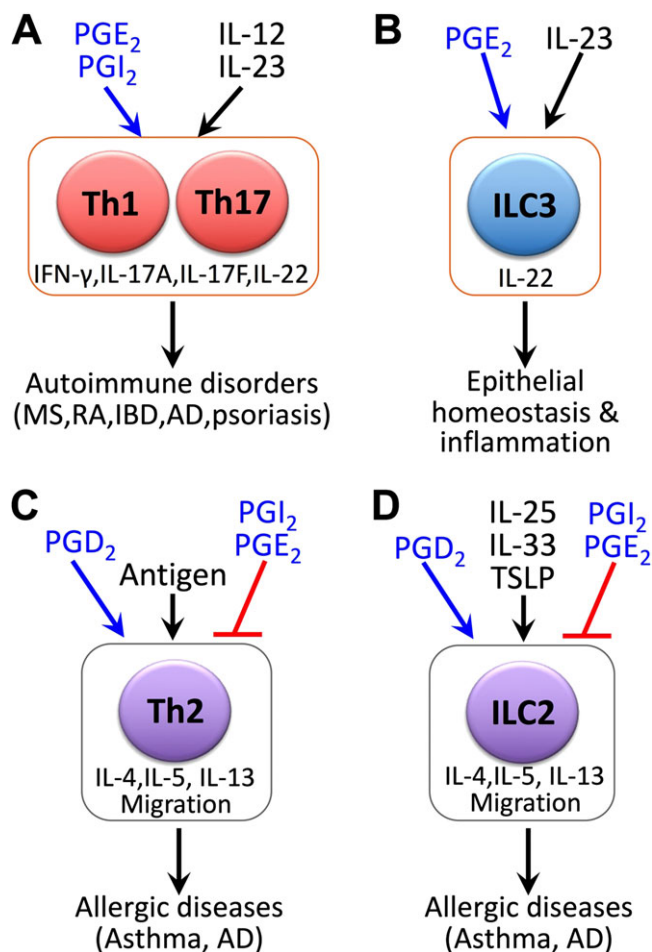 A
PGE2
PGI2
IL-12
IL-23
Th1
Th17
IFN-γ,IL-17A,IL-17F,IL-22
Autoimmune disorders
(MS,RA,IBD,AD,psoriasis)
B
PGE2
IL-23
ILC3
IL-22
Epithelial
homeostasis &
inflammation
C
PGD2
Antigen
PGI2
PGE2
Th2
IL-4,IL-5, IL-13
Migration
Allergic diseases
(Asthma, AD)
D
PGD2
IL-25
IL-33
TSLP
PGI2
PGE2
ILC2
IL-4,IL-5, IL-13
Migration
Allergic diseases
(Asthma, AD)